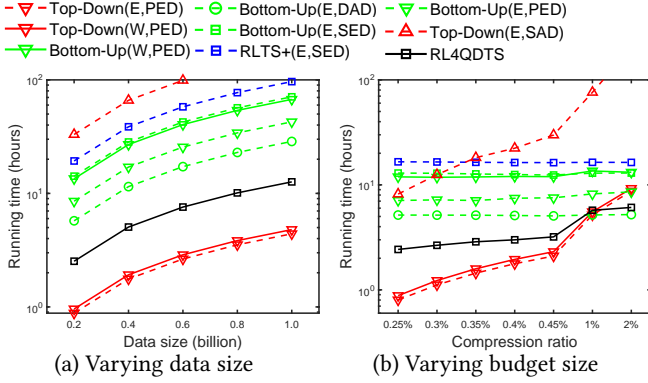 Top-Down(E,PED) Bottom-Up(E,DAD) Bottom-Up(E,PED)
Top-Down(W,PED) Bottom-Up(E,SED) Top-Down(E,SAD)
Bottom-Up(W,PED) RLTS+(E,SED) RL4QDTS
10^2
10^1
10^0
Running time (hours)
0.2 0.4 0.6 0.8 1.0
Data size (billion)
(a) Varying data size
10^2
10^1
10^0
Running time (hours)
0.25% 0.3% 0.35% 0.4% 0.45% 1% 2%
Compression ratio
(b) Varying budget size